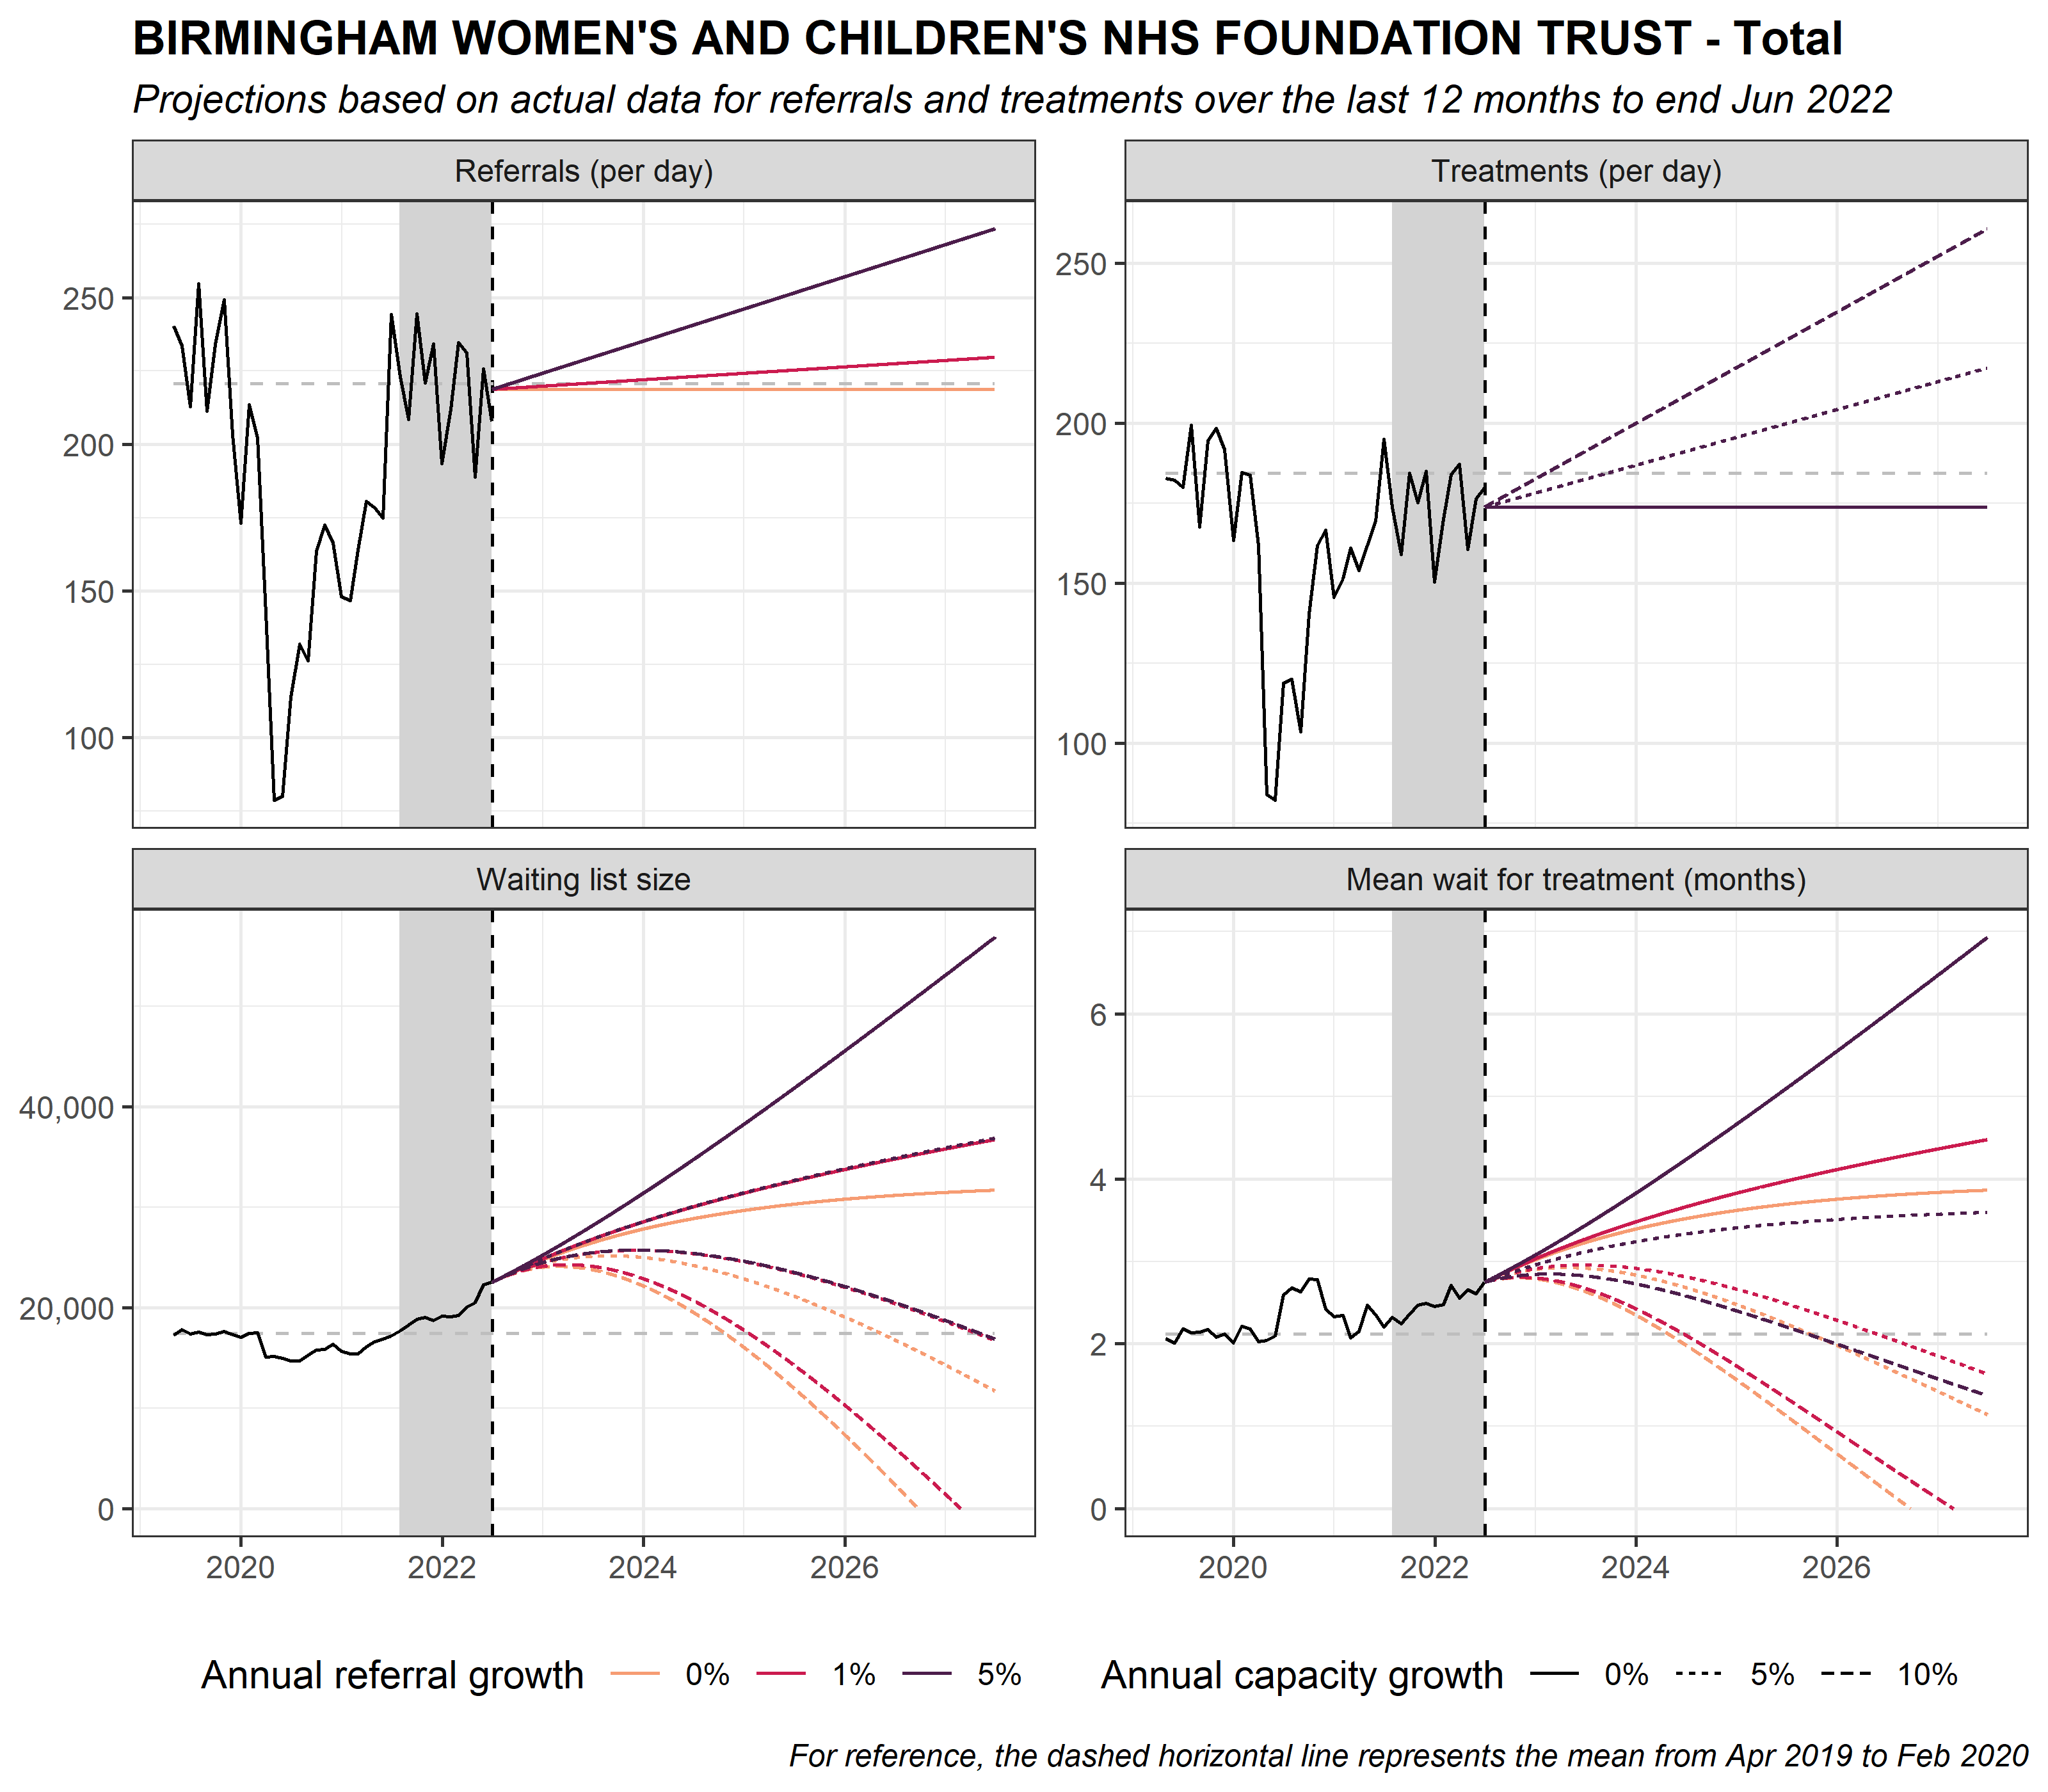 BIRMINGHAM WOMEN'S AND CHILDREN'S NHS FOUNDATION TRUST - Total
Projections based on actual data for referrals and treatments over the last 12 months to end Jun 2022
Referrals (per day)
250
200
150
100
Treatments (per day)
250
200
150
100
Waiting list size
40,000
20,000
0
2020 2022 2024 2026
Mean wait for treatment (months)
6
4
2
0
2020 2022 2024 2026
Annual referral growth 0% 1% 5%
Annual capacity growth 0% 5% 10%
For reference, the dashed horizontal line represents the mean from Apr 2019 to Feb 2020